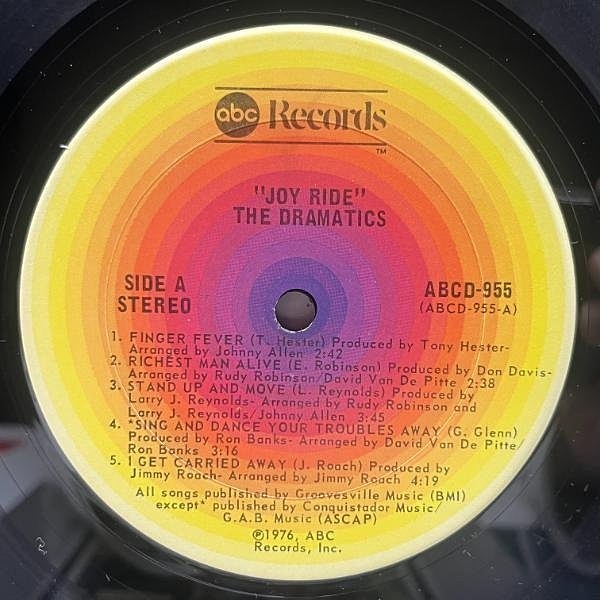 abc Records
TM
"JOY RIDE"
THE DRAMATICS
SIDE A
STEREO
ABCD-955
(ABCD-955-A)
1. FINGER FEVER (T. Hester) Produced by Tony Hester-
Arranged by Johnny Allen 2:42
2. RICHEST MAN ALIVE (E. Robinson) Produced by Don Davis-
Arranged by Rudy Robinson/David Van De Pitte 2:38
3. STAND UP AND MOVE (L. Reynolds) Produced by
Larry J. Reynolds- Arranged by Rudy Robinson and
Larry J. Reynolds/Johnny Allen 3:45
4. *SING AND DANCE YOUR TROUBLES AWAY (G. Glenn)
Produced by Ron Banks- Arranged by David Van De Pitte/
Ron Banks 3:16
5. I GET CARRIED AWAY (J. Roach) Produced by
Jimmy Roach- Arranged by Jimmy Roach 4:19
All songs published by Groovesville Music (BMI)
except* published by Conquistador Music/
G.A.B. Music (ASCAP)
℗1976, ABC
Records, Inc.